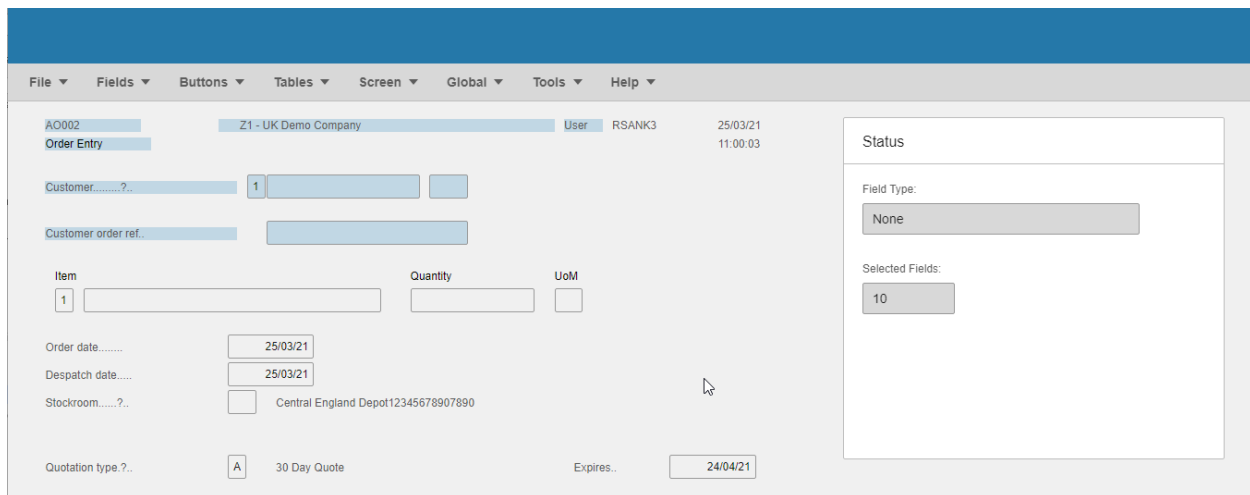 File Fields Buttons Tables Screen Global Tools Help
AO002 Z1 - UK Demo Company User RSANK3 25/03/21
Order Entry 11:00:03
Customer.........?.. 1
Customer order ref..
Item Quantity UoM
1
Order date........ 25/03/21
Despatch date..... 25/03/21
Stockroom......?.. Central England Depot12345678907890
Quotation type.?.. A 30 Day Quote Expires.. 24/04/21
Status
Field Type:
None
Selected Fields:
10